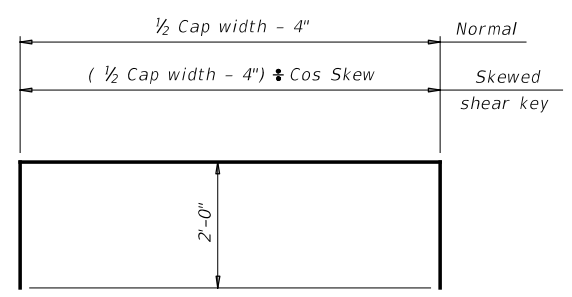 ½ Cap width - 4" Normal
( ½ Cap width - 4") ÷ Cos Skew Skewed
shear key
2'-0"